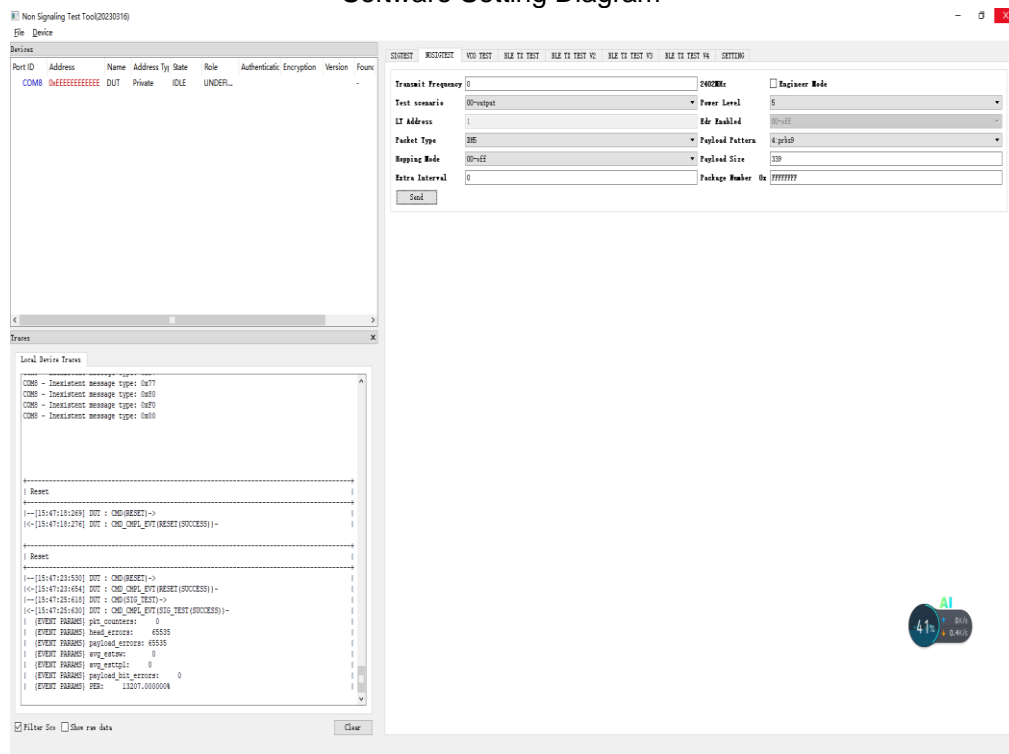 Software Setting Diagram
Non Signaling Test Tool(20230316)
File Device
Devices
Port ID Address Name Address Typ State Role Authenticatic Encryption Version Founc
COM8 0xEEEEEEEEEEEE DUT Private IDLE UNDEFI... -
Traces
Local Device Traces
COM8 - Inexistent message type: 0x77
COM8 - Inexistent message type: 0x80
COM8 - Inexistent message type: 0xF0
COM8 - Inexistent message type: 0x00
| Reset |
|--[15:47:18:269] DUT : CMD(RESET)-> |
|<-[15:47:18:276] DUT : CMD_CMPL_EVT(RESET(SUCCESS))- |
| Reset |
|--[15:47:23:530] DUT : CMD(RESET)-> |
|<-[15:47:23:654] DUT : CMD_CMPL_EVT(RESET(SUCCESS))- |
|--[15:47:25:618] DUT : CMD(SIG_TEST)-> |
|<-[15:47:25:630] DUT : CMD_CMPL_EVT(SIG_TEST(SUCCESS))- |
| (EVENT PARAMS) pkt_counters: 0 |
| (EVENT PARAMS) head_errors: 65535 |
| (EVENT PARAMS) payload_errors: 65535 |
| (EVENT PARAMS) avg_estsw: 0 |
| (EVENT PARAMS) avg_esttpl: 0 |
| (EVENT PARAMS) payload_bit_errors: 0 |
| (EVENT PARAMS) PER: 13207.000000% |
Filter Sco Show raw data Clear
SIGTEST NOSIGTEST VCO TEST BLE TX TEST BLE TX TEST V2 BLE TX TEST V3 BLE TX TEST V4 SETTING
Transmit Frequency 0 2402MHz Engineer Mode
Test scenario 00-output Power Level 5
LT Address 1 Edr Enabled 00-off
Packet Type DH5 Payload Pattern 4:prbs9
Hopping Mode 00-off Payload Size 339
Extra Interval 0 Package Number 0x FFFFFFFF
Send
AI
41%
0K/s
0.4K/s